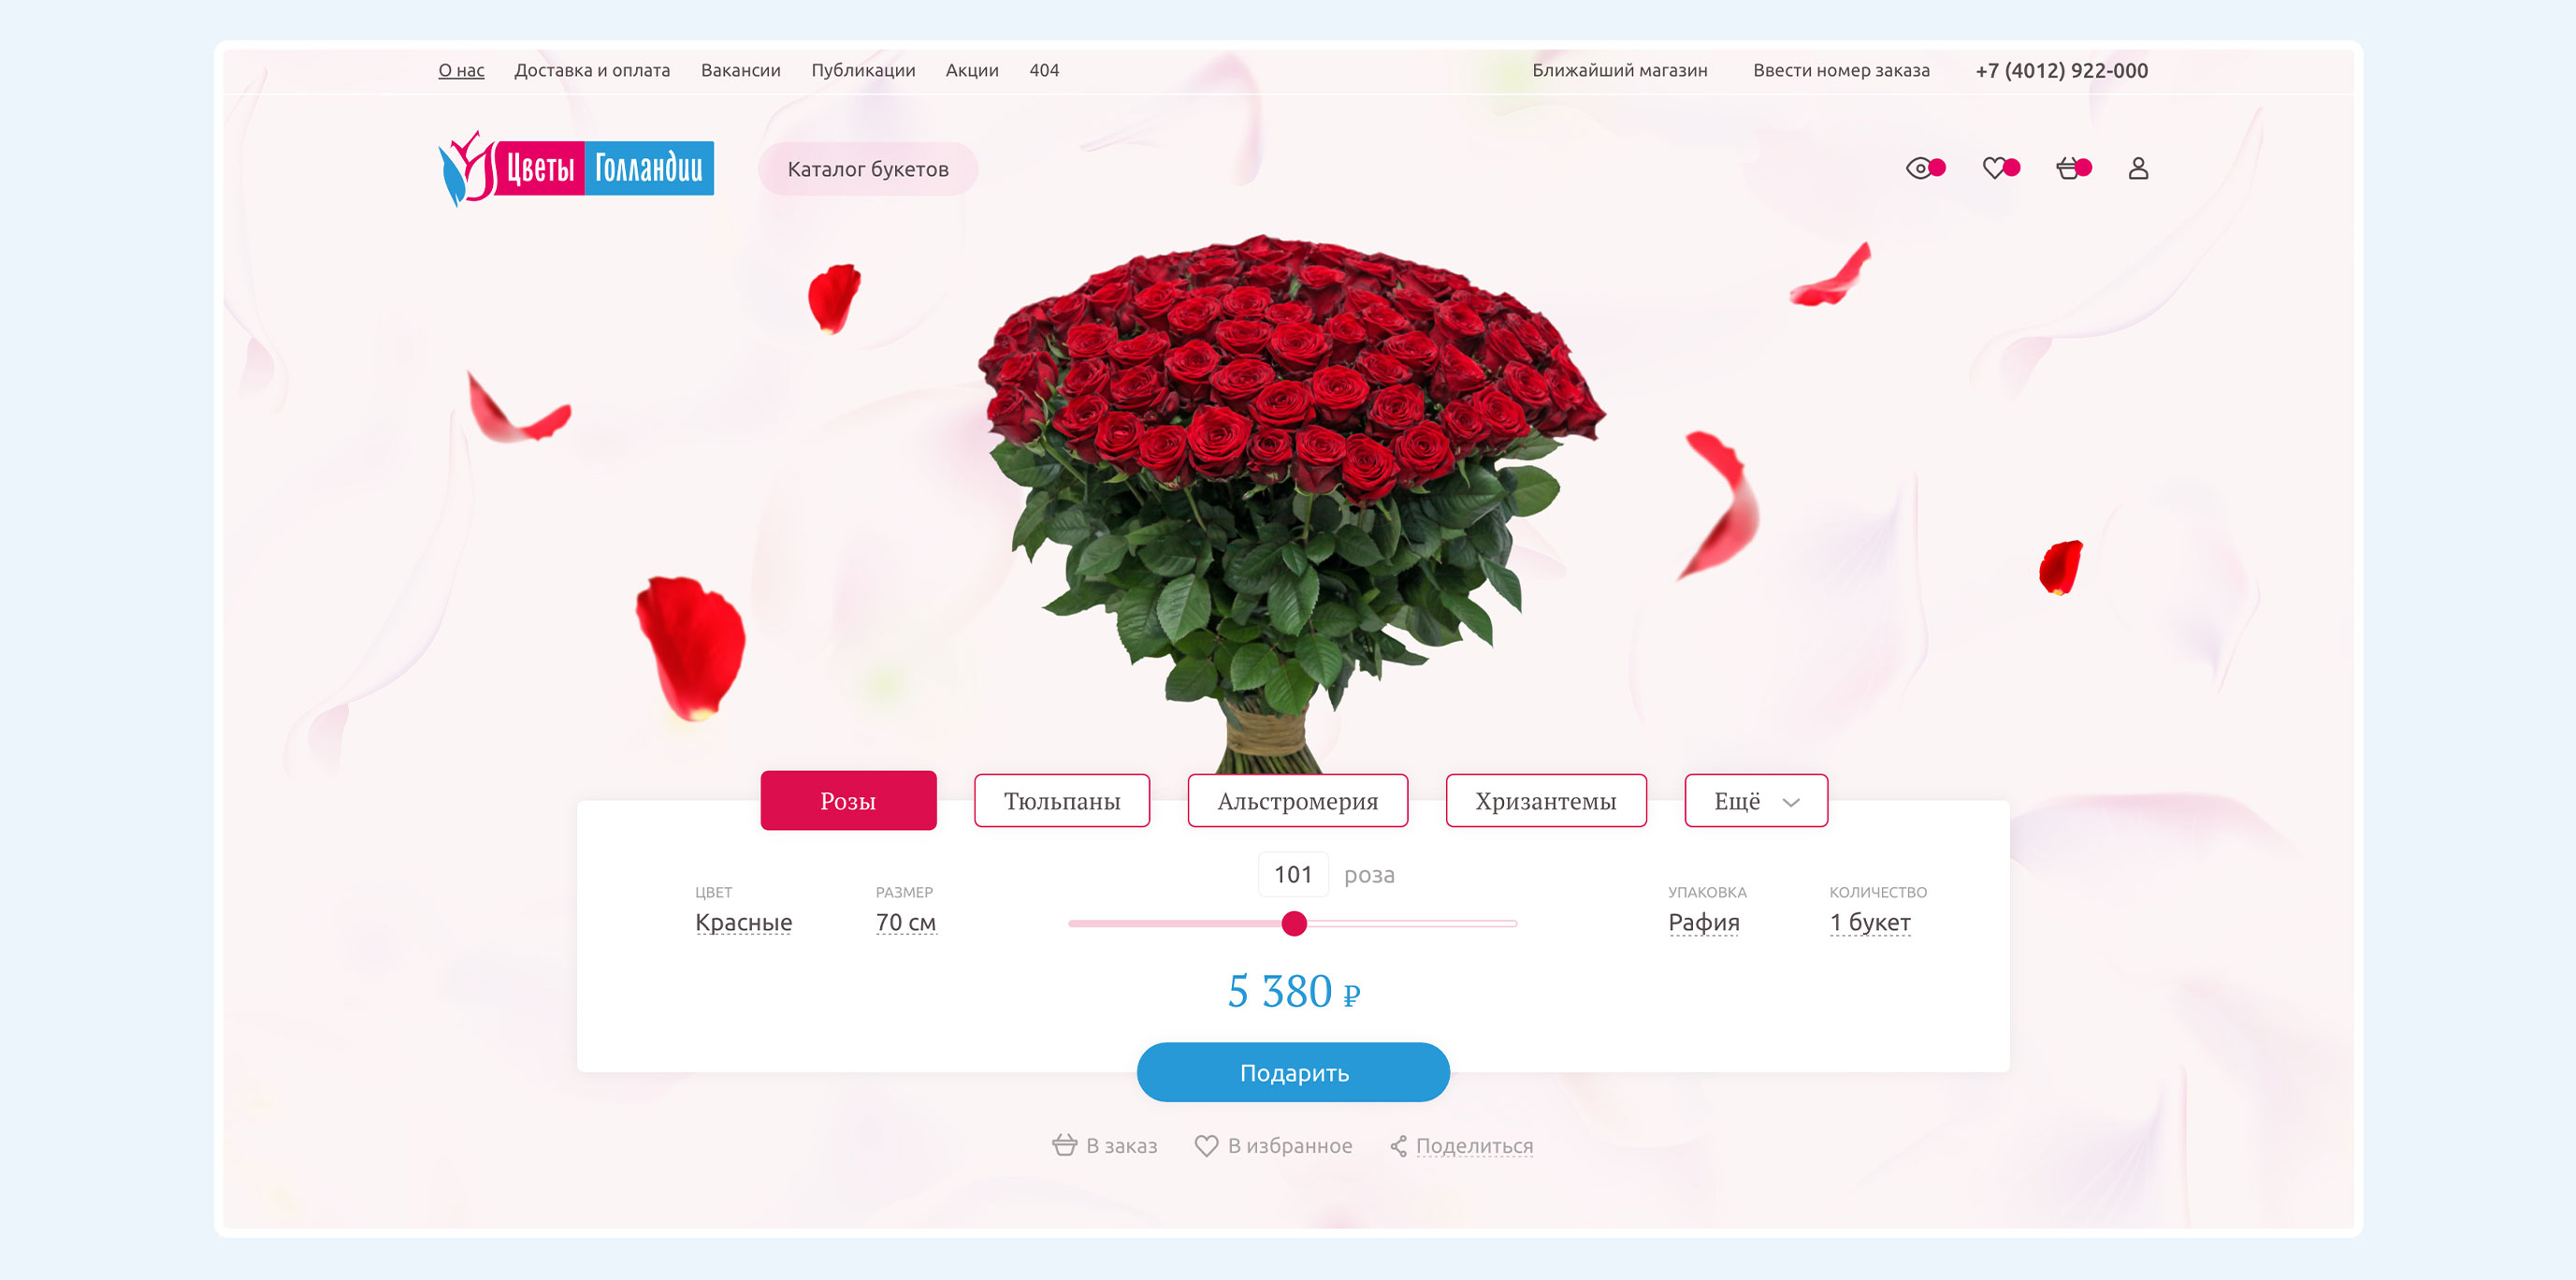 О нас Доставка и оплата Вакансии Публикации Акции 404 Ближайший магазин Ввести номер заказа +7 (4012) 922-000
Цветы Голландии Каталог букетов
Розы Тюльпаны Альстромерия Хризантемы Ещё
101 роза
ЦВЕТ РАЗМЕР УПАКОВКА КОЛИЧЕСТВО
Красные 70 см Рафия 1 букет
5 380 ₽
Подарить
В заказ В избранное Поделиться